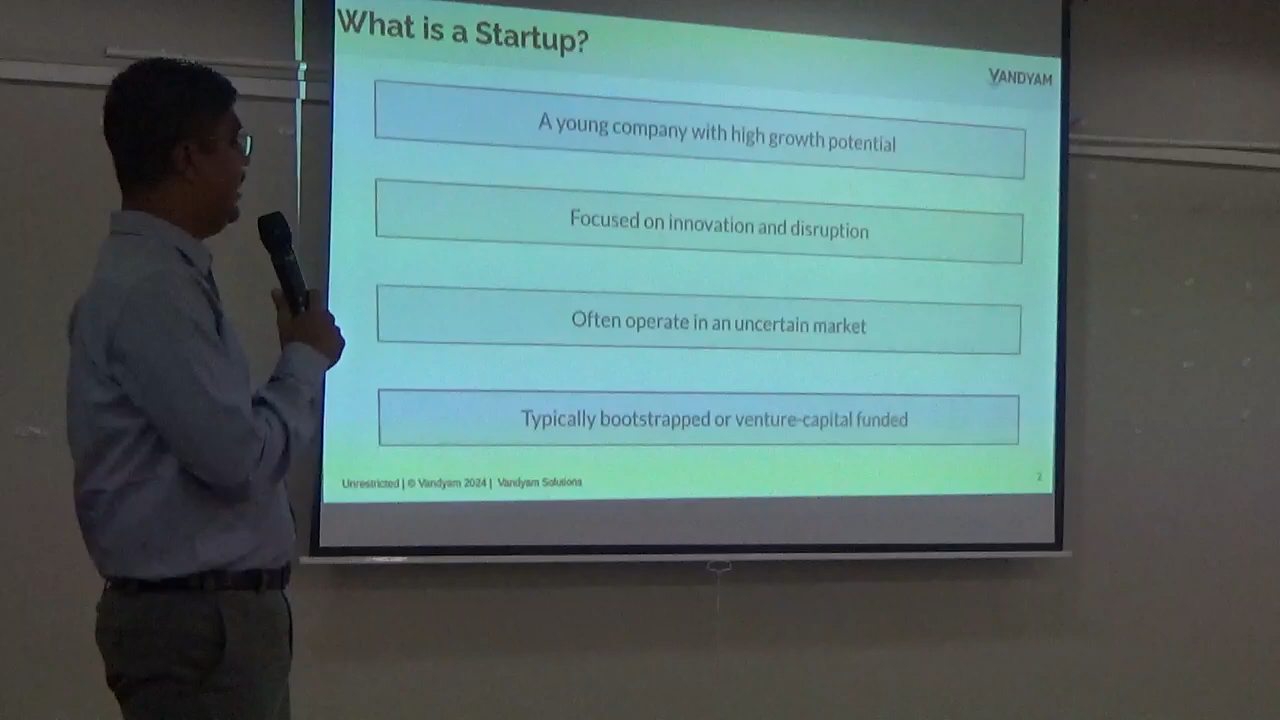 What is a Startup?
VANDYAM
A young company with high growth potential
Focused on innovation and disruption
Often operate in an uncertain market
Typically bootstrapped or venture-capital funded
Unrestricted | © Vandyam 2024 | Vandyam Solutions
2